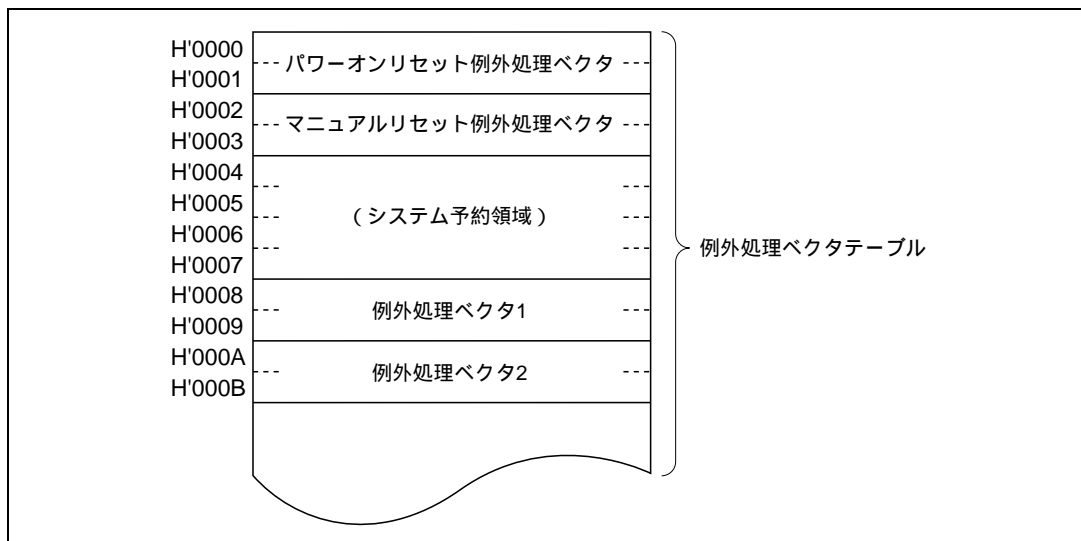 H'0000
パワーオンリセット例外処理ベクタ
H'0001
H'0002
マニュアルリセット例外処理ベクタ
H'0003
H'0004
H'0005
(システム予約領域)
H'0006
例外処理ベクタテーブル
H'0007
H'0008
例外処理ベクタ1
H'0009
H'000A
例外処理ベクタ2
H'000B